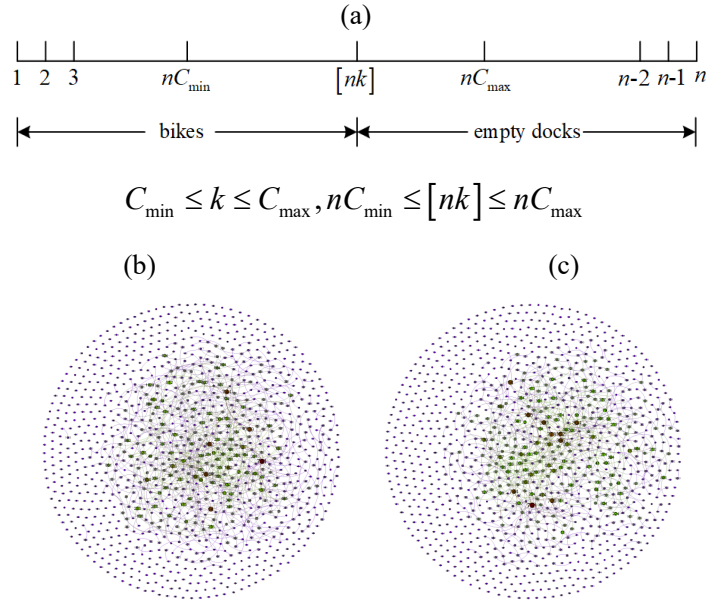 (a)
1 2 3 nC_min [nk] nC_max n-2 n-1 n
bikes empty docks
C_min ≤ k ≤ C_max, nC_min ≤ [nk] ≤ nC_max
(b) (c)